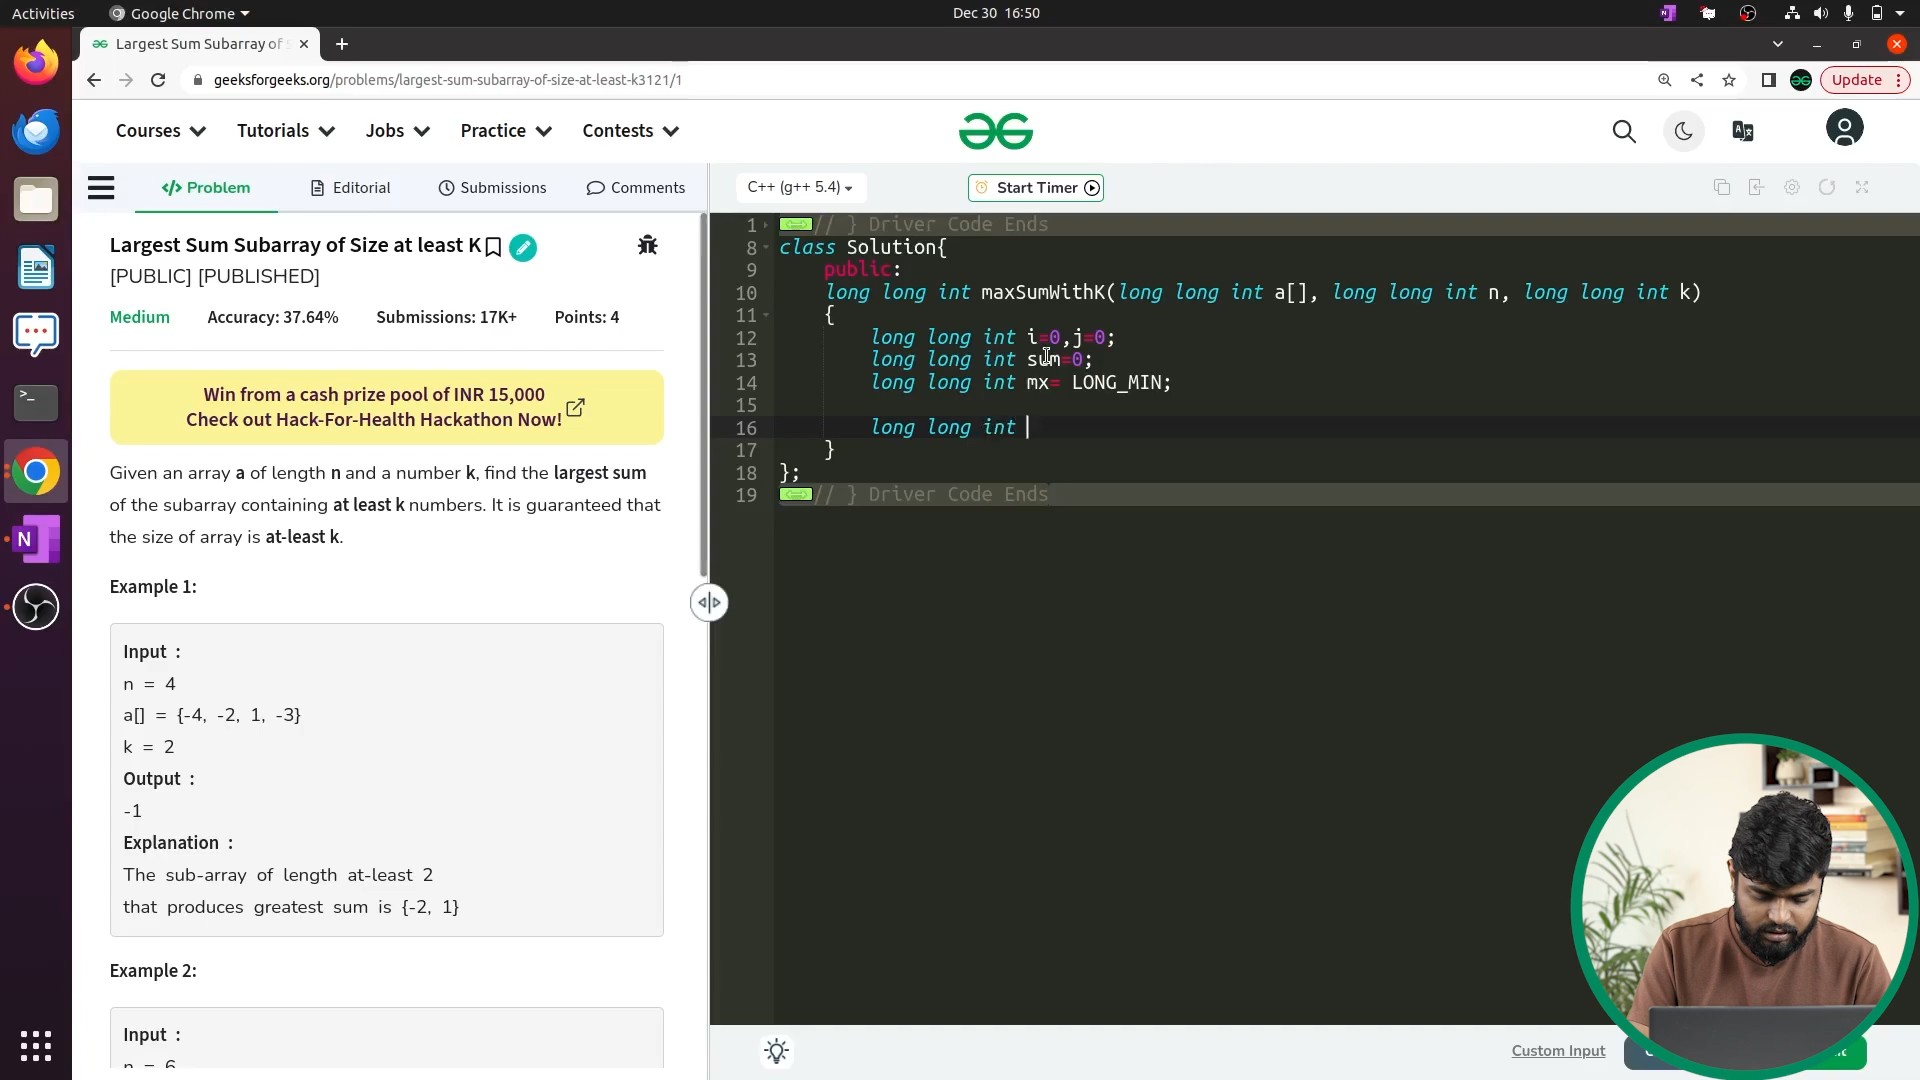 Activities
Google Chrome
Dec 30 16:50
Largest Sum Subarray of
geeksforgeeks.org/problems/largest-sum-subarray-of-size-at-least-k3121/1
Update
Courses
Tutorials
Jobs
Practice
Contests
</> Problem
Editorial
Submissions
Comments
C++ (g++ 5.4)
Start Timer
Largest Sum Subarray of Size at least K
[PUBLIC] [PUBLISHED]
Medium
Accuracy: 37.64%
Submissions: 17K+
Points: 4
Win from a cash prize pool of INR 15,000
Check out Hack-For-Health Hackathon Now!
Given an array a of length n and a number k, find the largest sum
of the subarray containing at least k numbers. It is guaranteed that
the size of array is at-least k.
Example 1:
Input :
n = 4
a[] = {-4, -2, 1, -3}
k = 2
Output :
-1
Explanation :
The sub-array of length at-least 2
that produces greatest sum is {-2, 1}
Example 2:
Input :
n = 6
1 // } Driver Code Ends
8 class Solution{
9 public:
10 long long int maxSumWithK(long long int a[], long long int n, long long int k)
11 {
12 long long int i=0,j=0;
13 long long int sum=0;
14 long long int mx= LONG_MIN;
15
16 long long int
17 }
18 };
19 // } Driver Code Ends
Custom Input